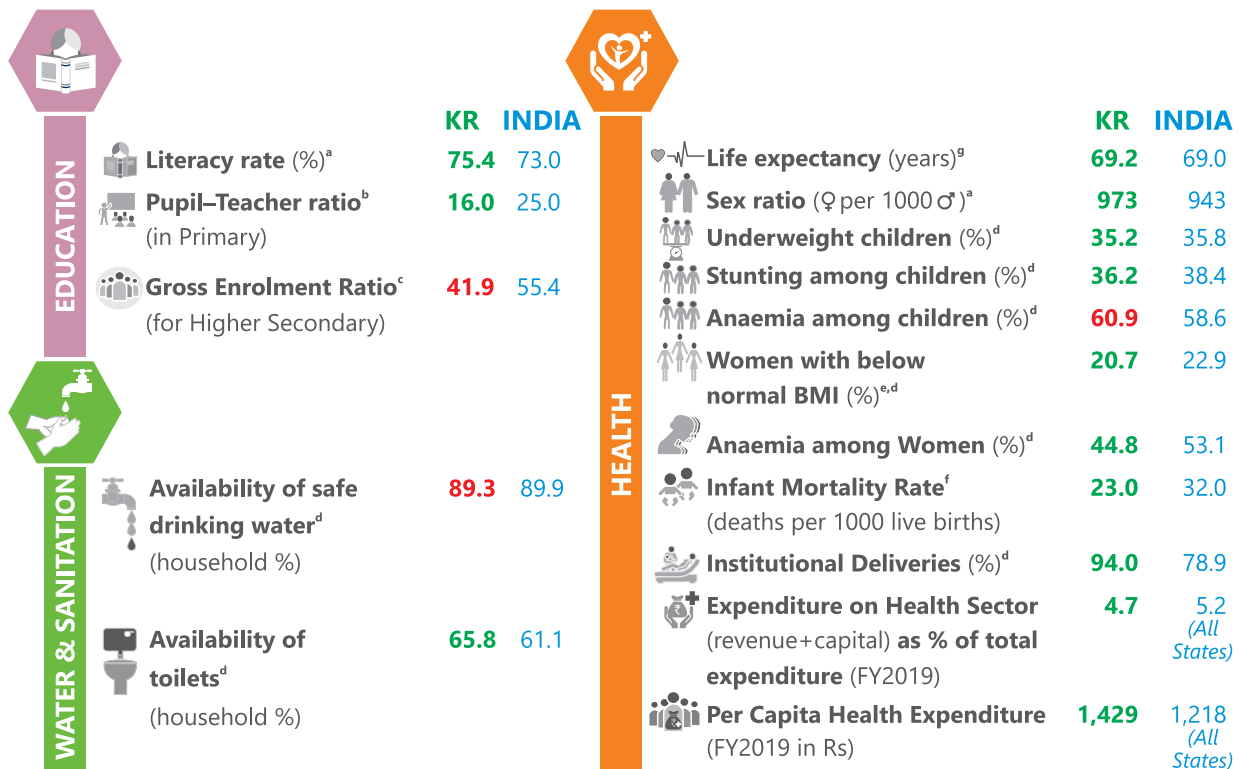 EDUCATION
KR INDIA
Literacy rate (%)ᵃ 75.4 73.0
Pupil–Teacher ratioᵇ 16.0 25.0
(in Primary)
Gross Enrolment Ratioᶜ 41.9 55.4
(for Higher Secondary)
WATER & SANITATION
Availability of safe 89.3 89.9
drinking waterᵈ
(household %)
Availability of 65.8 61.1
toiletsᵈ
(household %)
HEALTH
KR INDIA
Life expectancy (years)ᵍ 69.2 69.0
Sex ratio (♀ per 1000 ♂)ᵃ 973 943
Underweight children (%)ᵈ 35.2 35.8
Stunting among children (%)ᵈ 36.2 38.4
Anaemia among children (%)ᵈ 60.9 58.6
Women with below 20.7 22.9
normal BMI (%)ᵉ,ᵈ
Anaemia among Women (%)ᵈ 44.8 53.1
Infant Mortality Rateᶠ 23.0 32.0
(deaths per 1000 live births)
Institutional Deliveries (%)ᵈ 94.0 78.9
Expenditure on Health Sector 4.7 5.2
(revenue+capital) as % of total (All
expenditure (FY2019) States)
Per Capita Health Expenditure 1,429 1,218
(FY2019 in Rs) (All
States)